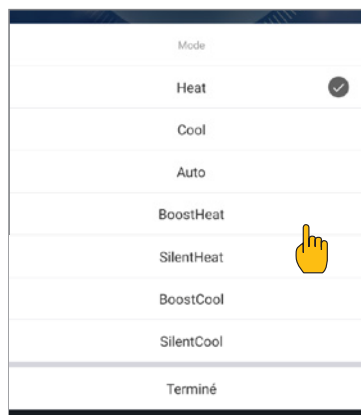 Mode
Heat
Cool
Auto
BoostHeat
SilentHeat
BoostCool
SilentCool
Terminé